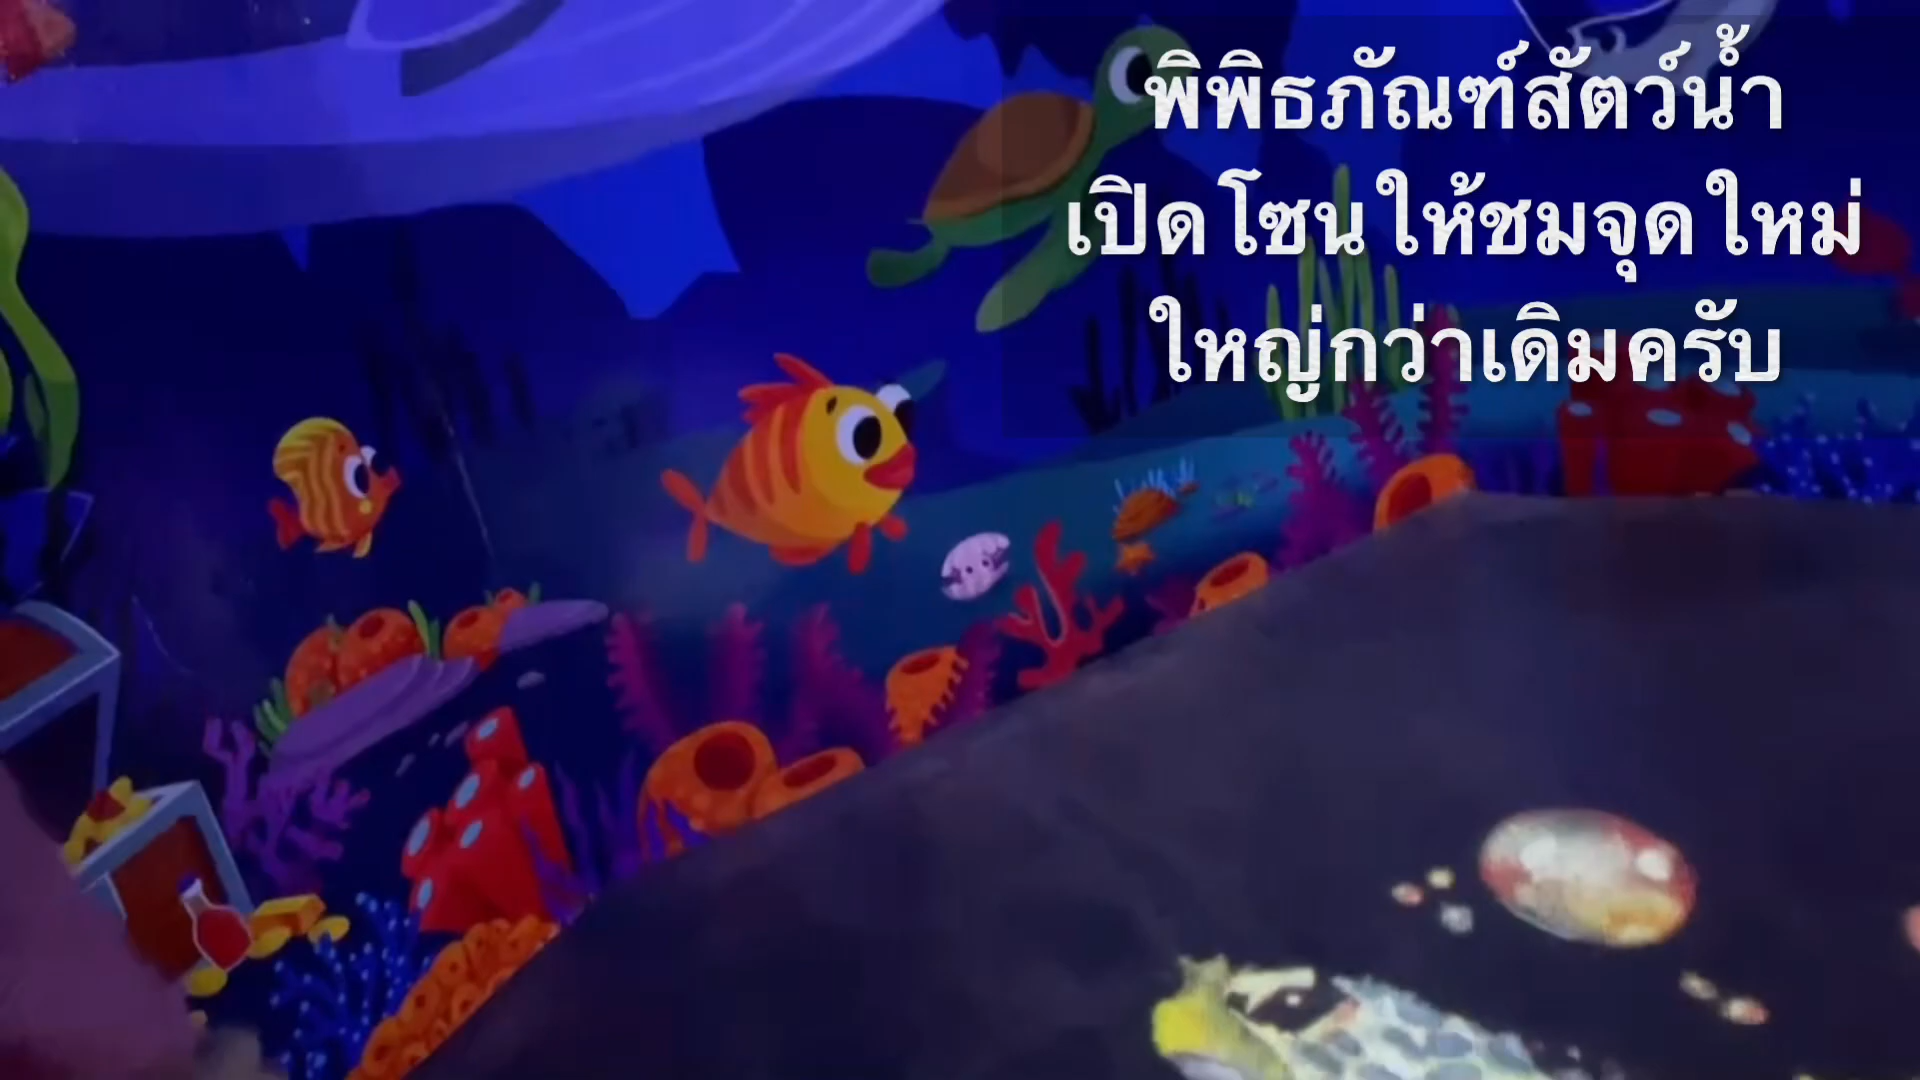 พิพิธภัณฑ์สัตว์น้ำ
เปิดโซนให้ชมจุดใหม่
ใหญ่กว่าเดิมครับ